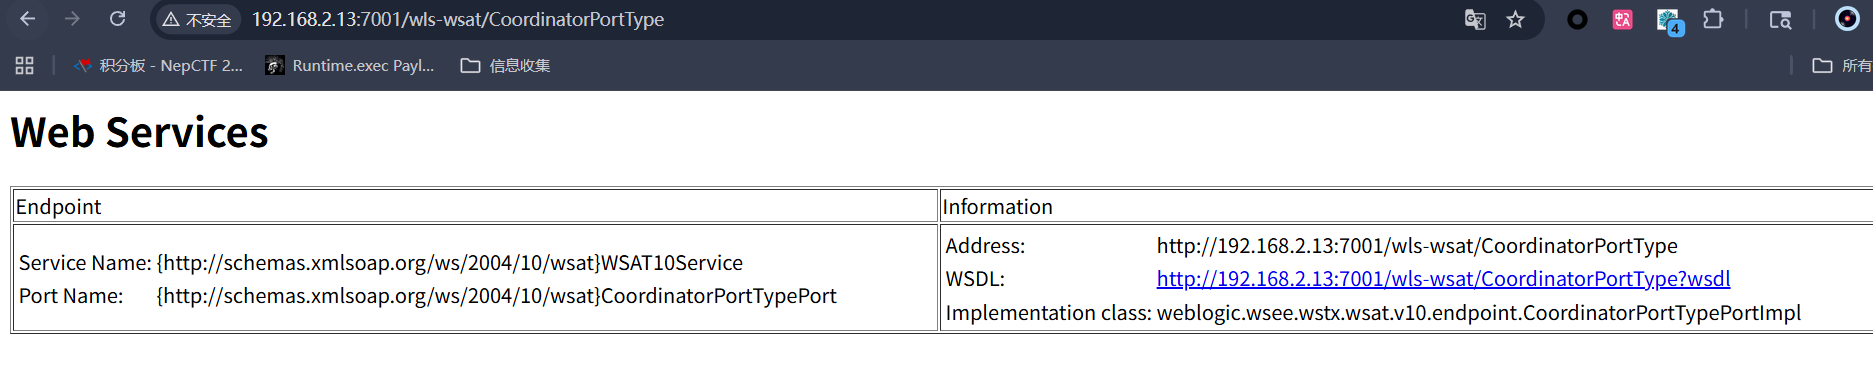 不安全 192.168.2.13:7001/wls-wsat/CoordinatorPortType
4
积分板 - NepCTF 2... Runtime.exec Payl... 信息收集 所有
Web Services
Endpoint Information
Service Name: {http://schemas.xmlsoap.org/ws/2004/10/wsat}WSAT10Service
Port Name: {http://schemas.xmlsoap.org/ws/2004/10/wsat}CoordinatorPortTypePort
Address: http://192.168.2.13:7001/wls-wsat/CoordinatorPortType
WSDL: http://192.168.2.13:7001/wls-wsat/CoordinatorPortType?wsdl
Implementation class: weblogic.wsee.wstx.wsat.v10.endpoint.CoordinatorPortTypePortImpl